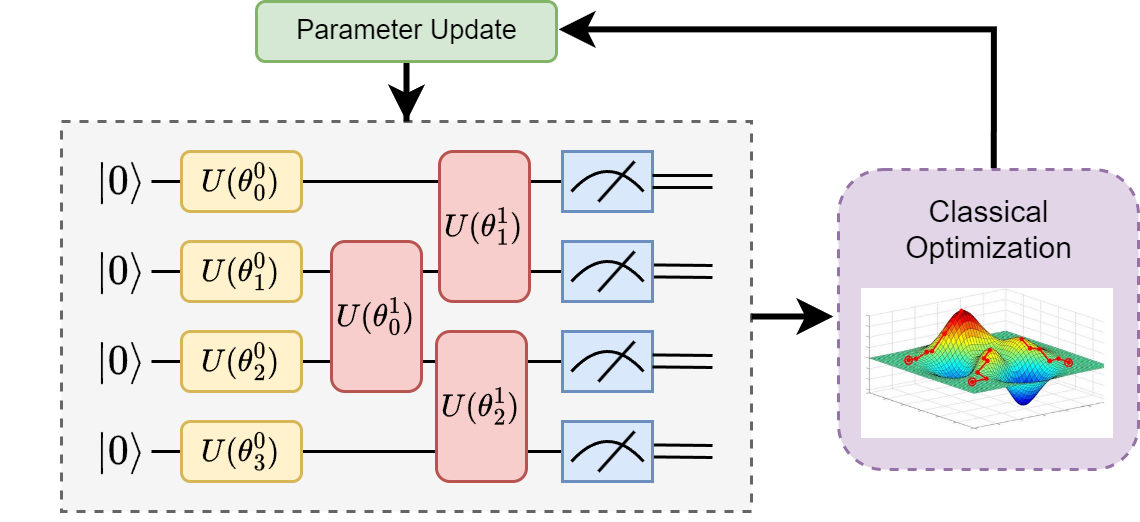 Parameter Update
|0⟩ U(θ₀⁰)
U(θ₁¹)
|0⟩ U(θ₁⁰)
U(θ₀¹)
|0⟩ U(θ₂⁰)
U(θ₂¹)
|0⟩ U(θ₃⁰)
Classical
Optimization